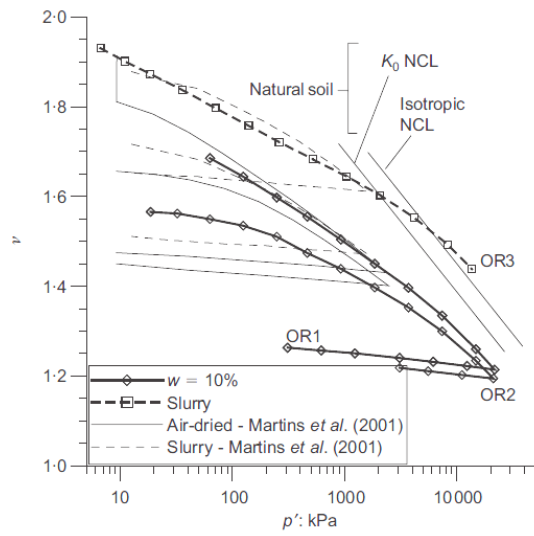 2·0
1·8
1·6
1·4
1·2
1·0
ν
Natural soil
K₀ NCL
Isotropic
NCL
OR3
OR1
OR2
w = 10%
Slurry
Air-dried - Martins et al. (2001)
Slurry - Martins et al. (2001)
10 100 1000 10000
p′: kPa